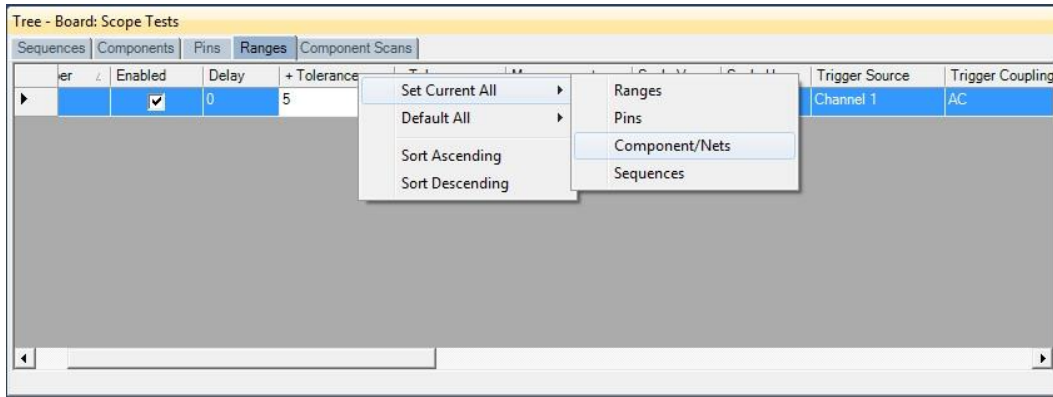 Tree - Board: Scope Tests
Sequences Components Pins Ranges Component Scans
er Enabled Delay + Tolerance Trigger Source Trigger Coupling
0 5 Channel 1 AC
Set Current All
Default All
Sort Ascending
Sort Descending
Ranges
Pins
Component/Nets
Sequences